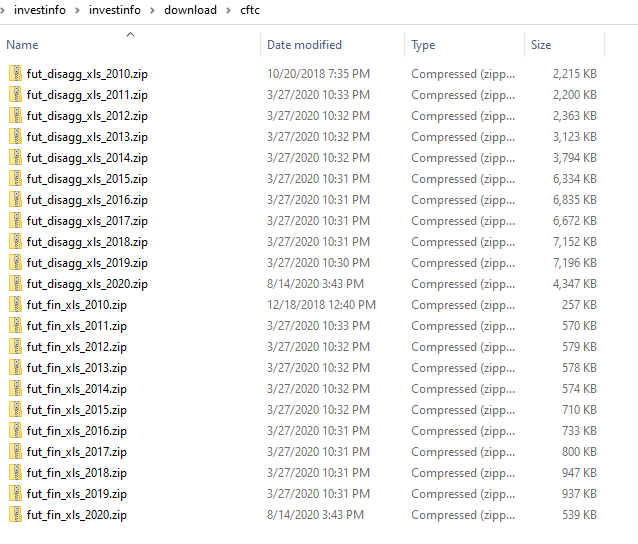 investinfo > investinfo > download > cftc
Name Date modified Type Size
fut_disagg_xls_2010.zip 10/20/2018 7:35 PM Compressed (zipp... 2,215 KB
fut_disagg_xls_2011.zip 3/27/2020 10:33 PM Compressed (zipp... 2,200 KB
fut_disagg_xls_2012.zip 3/27/2020 10:32 PM Compressed (zipp... 2,363 KB
fut_disagg_xls_2013.zip 3/27/2020 10:32 PM Compressed (zipp... 3,123 KB
fut_disagg_xls_2014.zip 3/27/2020 10:32 PM Compressed (zipp... 3,794 KB
fut_disagg_xls_2015.zip 3/27/2020 10:31 PM Compressed (zipp... 6,334 KB
fut_disagg_xls_2016.zip 3/27/2020 10:31 PM Compressed (zipp... 6,835 KB
fut_disagg_xls_2017.zip 3/27/2020 10:31 PM Compressed (zipp... 6,672 KB
fut_disagg_xls_2018.zip 3/27/2020 10:31 PM Compressed (zipp... 7,152 KB
fut_disagg_xls_2019.zip 3/27/2020 10:30 PM Compressed (zipp... 7,196 KB
fut_disagg_xls_2020.zip 8/14/2020 3:43 PM Compressed (zipp... 4,347 KB
fut_fin_xls_2010.zip 12/18/2018 12:40 PM Compressed (zipp... 257 KB
fut_fin_xls_2011.zip 3/27/2020 10:33 PM Compressed (zipp... 570 KB
fut_fin_xls_2012.zip 3/27/2020 10:32 PM Compressed (zipp... 579 KB
fut_fin_xls_2013.zip 3/27/2020 10:32 PM Compressed (zipp... 578 KB
fut_fin_xls_2014.zip 3/27/2020 10:32 PM Compressed (zipp... 574 KB
fut_fin_xls_2015.zip 3/27/2020 10:32 PM Compressed (zipp... 710 KB
fut_fin_xls_2016.zip 3/27/2020 10:31 PM Compressed (zipp... 733 KB
fut_fin_xls_2017.zip 3/27/2020 10:31 PM Compressed (zipp... 800 KB
fut_fin_xls_2018.zip 3/27/2020 10:31 PM Compressed (zipp... 947 KB
fut_fin_xls_2019.zip 3/27/2020 10:31 PM Compressed (zipp... 937 KB
fut_fin_xls_2020.zip 8/14/2020 3:43 PM Compressed (zipp... 539 KB